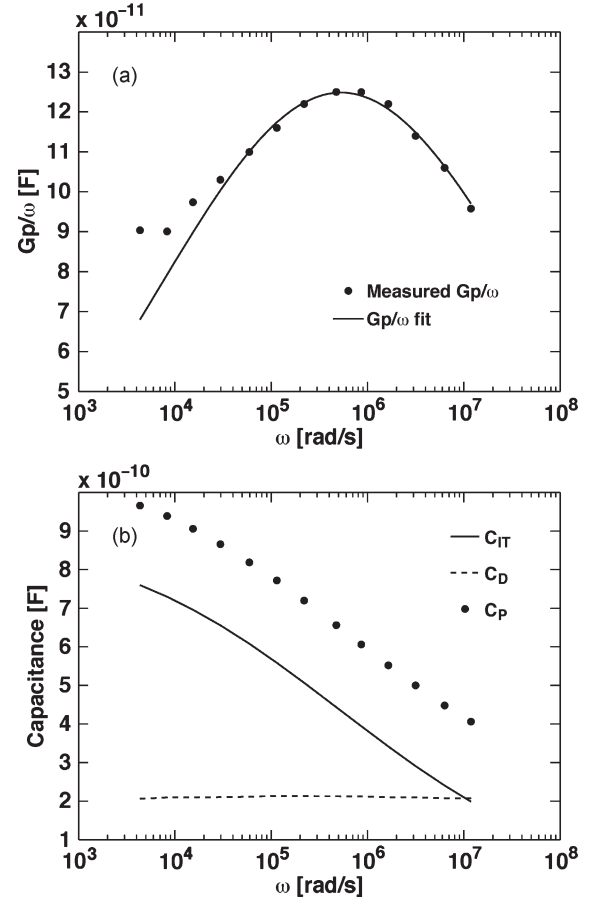 x 10⁻¹¹
(a)
13
12
11
10
9
8
7
6
5
Gp/ω [F]
Measured Gp/ω
Gp/ω fit
10³ 10⁴ 10⁵ 10⁶ 10⁷ 10⁸
ω [rad/s]
x 10⁻¹⁰
(b)
9
8
7
6
5
4
3
2
1
Capacitance [F]
C_IT
C_D
C_P
10³ 10⁴ 10⁵ 10⁶ 10⁷ 10⁸
ω [rad/s]